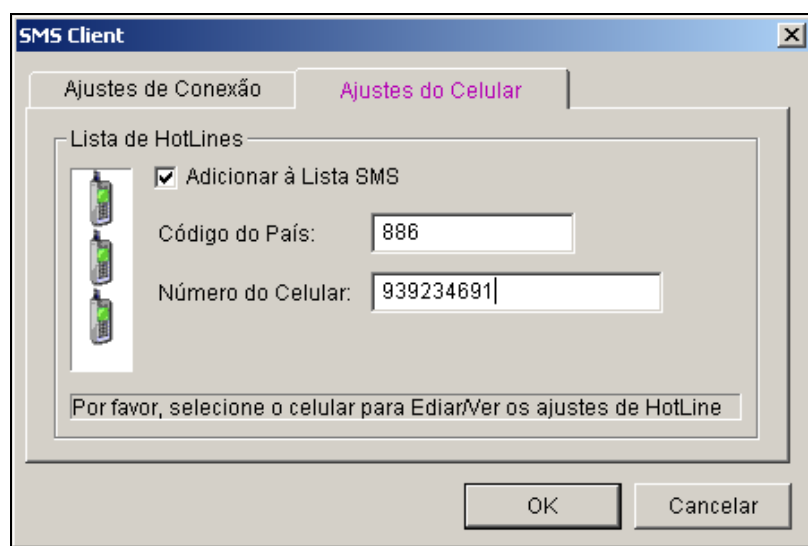 SMS Client
Ajustes de Conexão
Ajustes do Celular
Lista de HotLines
Adicionar à Lista SMS
Código do País:
886
Número do Celular:
939234691
Por favor, selecione o celular para Ediar/Ver os ajustes de HotLine
OK
Cancelar